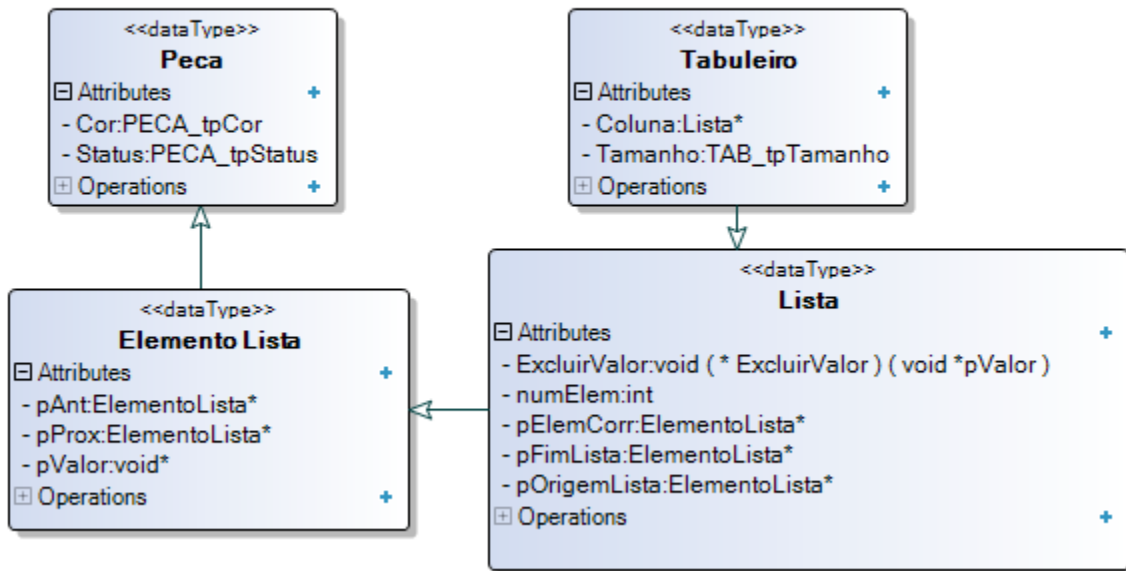 <<dataType>>
Peca
Attributes
- Cor:PECA_tpCor
- Status:PECA_tpStatus
Operations
<<dataType>>
Tabuleiro
Attributes
- Coluna:Lista*
- Tamanho:TAB_tpTamanho
Operations
<<dataType>>
Elemento Lista
Attributes
- pAnt:ElementoLista*
- pProx:ElementoLista*
- pValor:void*
Operations
<<dataType>>
Lista
Attributes
- ExcluirValor:void ( * ExcluirValor ) ( void *pValor )
- numElem:int
- pElemCorr:ElementoLista*
- pFimLista:ElementoLista*
- pOrigemLista:ElementoLista*
Operations